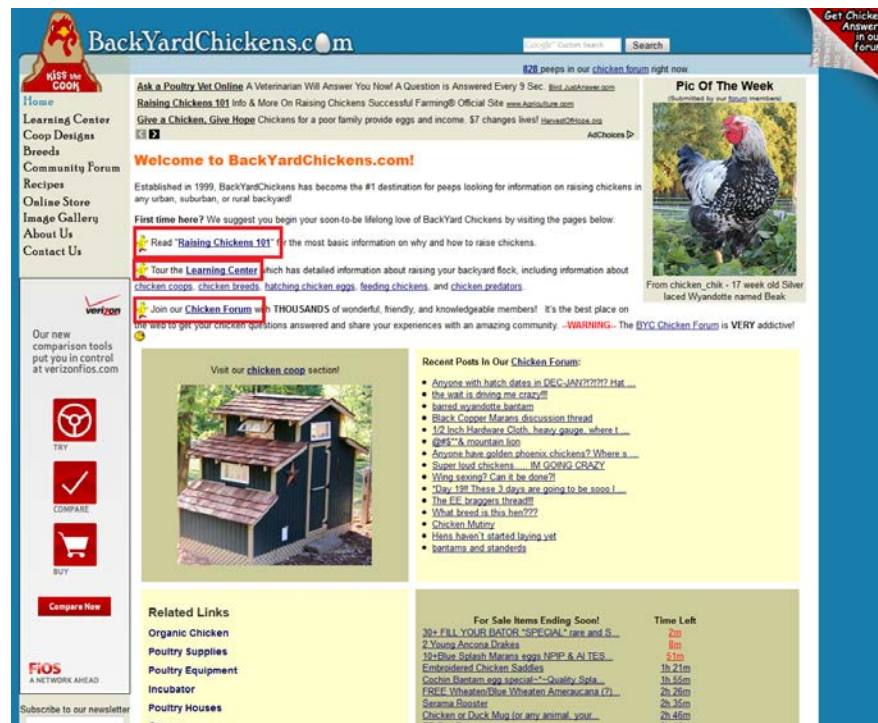 BackYardChickens.com
Google™ Custom Search
Search
Get Chicken
Answer
in ou
foru
828 peeps in our chicken forum right now.
KISS the
COOK
Home
Learning Center
Coop Designs
Breeds
Community Forum
Recipes
Online Store
Image Gallery
About Us
Contact Us
Ask a Poultry Vet Online A Veterinarian Will Answer You Now! A Question is Answered Every 9 Sec. Bird.JustAnswer.com
Raising Chickens 101 Info & More On Raising Chickens Successful Farming® Official Site www.Agriculture.com
Give a Chicken, Give Hope Chickens for a poor family provide eggs and income. $7 changes lives! HarvestOfHope.org
AdChoices
Pic Of The Week
(Submitted by our forum members)
From chicken_chik - 17 week old Silver
laced Wyandotte named Beak
Welcome to BackYardChickens.com!
Established in 1999, BackYardChickens has become the #1 destination for peeps looking for information on raising chickens in
any urban, suburban, or rural backyard!
First time here? We suggest you begin your soon-to-be lifelong love of BackYard Chickens by visiting the pages below:
Read "Raising Chickens 101" for the most basic information on why and how to raise chickens.
Tour the Learning Center which has detailed information about raising your backyard flock, including information about
chicken coops, chicken breeds, hatching chicken eggs, feeding chickens, and chicken predators.
Join our Chicken Forum with THOUSANDS of wonderful, friendly, and knowledgeable members! It's the best place on
the web to get your chicken questions answered and share your experiences with an amazing community. --WARNING-- The BYC Chicken Forum is VERY addictive!
verizon
Our new
comparison tools
put you in control
at verizonfios.com
TRY
COMPARE
BUY
Compare Now
FiOS
A NETWORK AHEAD
Subscribe to our newsletter
Visit our chicken coop section!
Recent Posts In Our Chicken Forum:
Anyone with hatch dates in DEC-JAN?!?!?!? Hat ...
the wait is driving me crazy!!!
barred wyandotte bantam
Black Copper Marans discussion thread
1/2 Inch Hardware Cloth, heavy gauge, where t ...
@#$*& mountain lion
Anyone have golden phoenix chickens? Where s ...
Super loud chickens..... IM GOING CRAZY
Wing sexing? Can it be done?!
"Day 19!! These 3 days are going to be sooo l ...
The EE braggers thread!!!
What breed is this hen???
Chicken Mutiny
Hens haven't started laying yet
bantams and standerds
Related Links
Organic Chicken
Poultry Supplies
Poultry Equipment
Incubator
Poultry Houses
For Sale Items Ending Soon! Time Left
30+ FILL YOUR BATOR *SPECIAL* rare and S... 2m
2 Young Ancona Drakes 8m
10+Blue Splash Marans eggs NPIP & AI TES... 51m
Embroidered Chicken Saddles 1h 21m
Cochin Bantam egg special~*~Quality Spla... 1h 55m
FREE Wheaten/Blue Wheaten Ameraucana (?)... 2h 26m
Serama Rooster 2h 35m
Chicken or Duck Mug (or any animal, your... 2h 46m